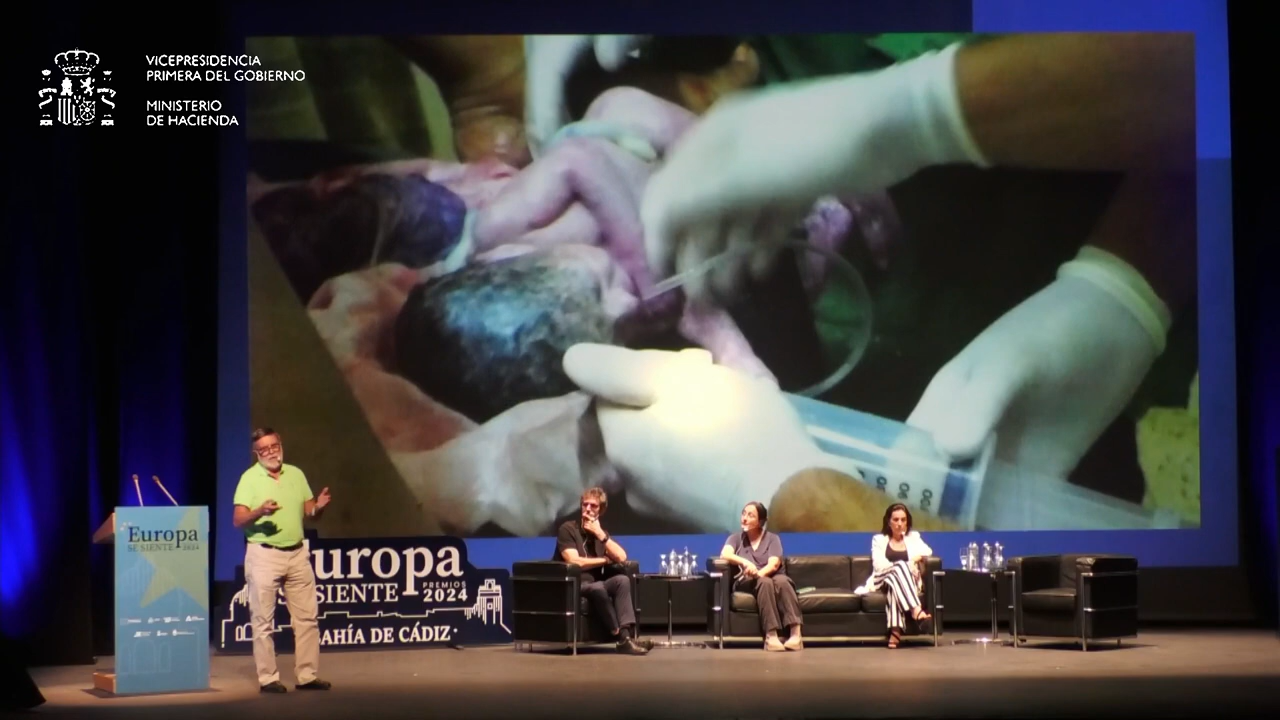 VICEPRESIDENCIA
PRIMERA DEL GOBIERNO
MINISTERIO
DE HACIENDA
Europa
SE SIENTE 2024
Europa
SE SIENTE PREMIOS 2024
BAHÍA DE CÁDIZ
90